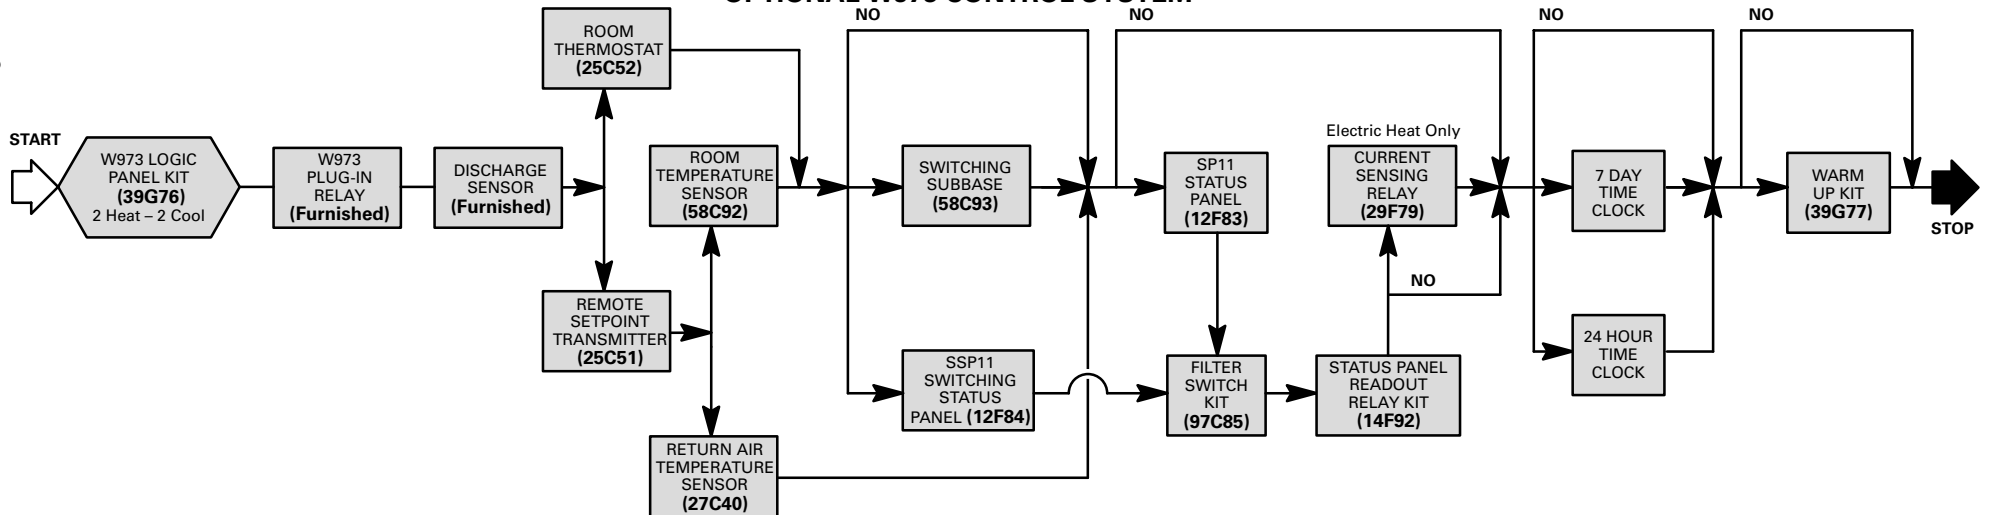 OPTIONAL W973 CONTROL SYSTEM
NO
NO
NO
NO
ROOM
THERMOSTAT
(25C52)
START
W973 LOGIC
PANEL KIT
(39G76)
2 Heat – 2 Cool
W973
PLUG-IN
RELAY
(Furnished)
DISCHARGE
SENSOR
(Furnished)
ROOM
TEMPERATURE
SENSOR
(58C92)
SWITCHING
SUBBASE
(58C93)
SP11
STATUS
PANEL
(12F83)
Electric Heat Only
CURRENT
SENSING
RELAY
(29F79)
7 DAY
TIME
CLOCK
WARM
UP KIT
(39G77)
STOP
REMOTE
SETPOINT
TRANSMITTER
(25C51)
NO
SSP11
SWITCHING
STATUS
PANEL (12F84)
FILTER
SWITCH
KIT
(97C85)
STATUS PANEL
READOUT
RELAY KIT
(14F92)
24 HOUR
TIME
CLOCK
RETURN AIR
TEMPERATURE
SENSOR
(27C40)